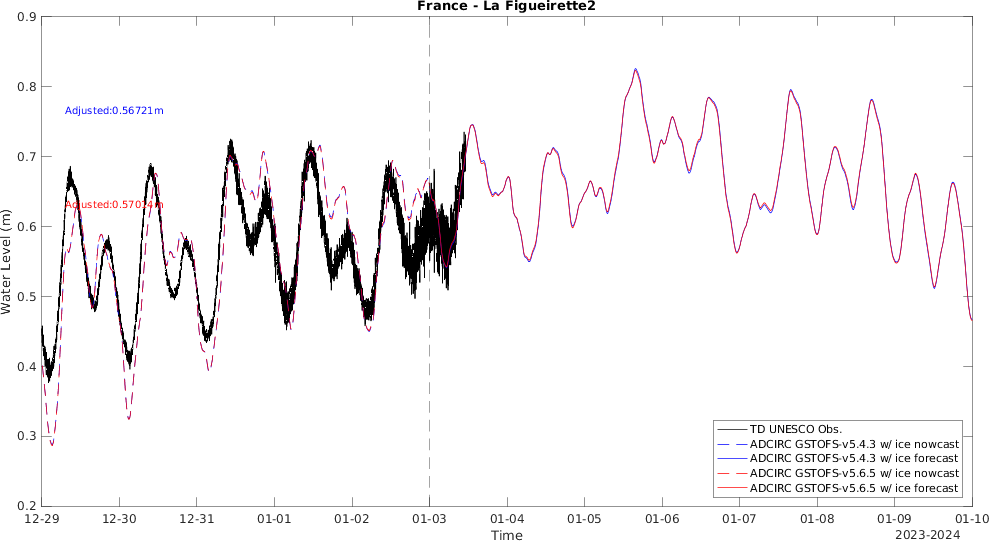 France - La Figueirette2
0.9
0.8
0.7
0.6
0.5
0.4
0.3
0.2
Water Level (m)
Adjusted:0.56721m
Adjusted:0.57014m
TD UNESCO Obs.
ADCIRC GSTOFS-v5.4.3 w/ ice nowcast
ADCIRC GSTOFS-v5.4.3 w/ ice forecast
ADCIRC GSTOFS-v5.6.5 w/ ice nowcast
ADCIRC GSTOFS-v5.6.5 w/ ice forecast
12-29 12-30 12-31 01-01 01-02 01-03 01-04 01-05 01-06 01-07 01-08 01-09 01-10
Time
2023-2024